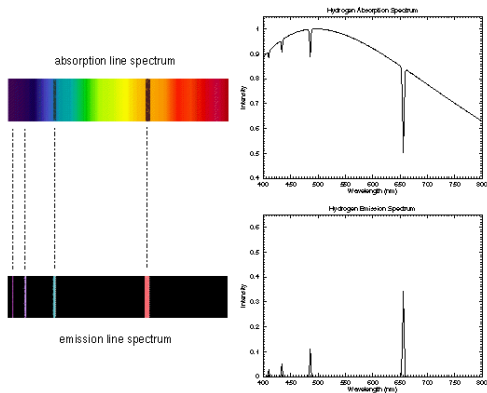 absorption line spectrum
emission line spectrum
Hydrogen Absorption Spectrum
Intensity
1
0.9
0.8
0.7
0.6
0.5
0.4
400 450 500 550 600 650 700 750 800
Wavelength (nm)
Hydrogen Emission Spectrum
Intensity
0.6
0.5
0.4
0.3
0.2
0.1
0
400 450 500 550 600 650 700 750 800
Wavelength (nm)